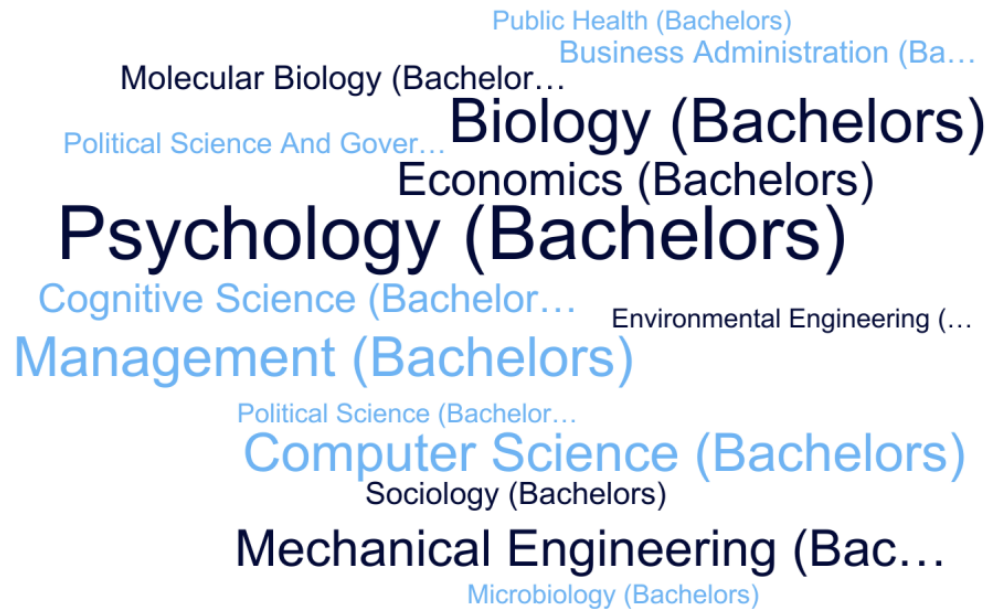 Public Health (Bachelors)
Business Administration (Ba…
Molecular Biology (Bachelor…
Biology (Bachelors)
Political Science And Gover…
Economics (Bachelors)
Psychology (Bachelors)
Cognitive Science (Bachelor…
Environmental Engineering (…
Management (Bachelors)
Political Science (Bachelor…
Computer Science (Bachelors)
Sociology (Bachelors)
Mechanical Engineering (Bac…
Microbiology (Bachelors)